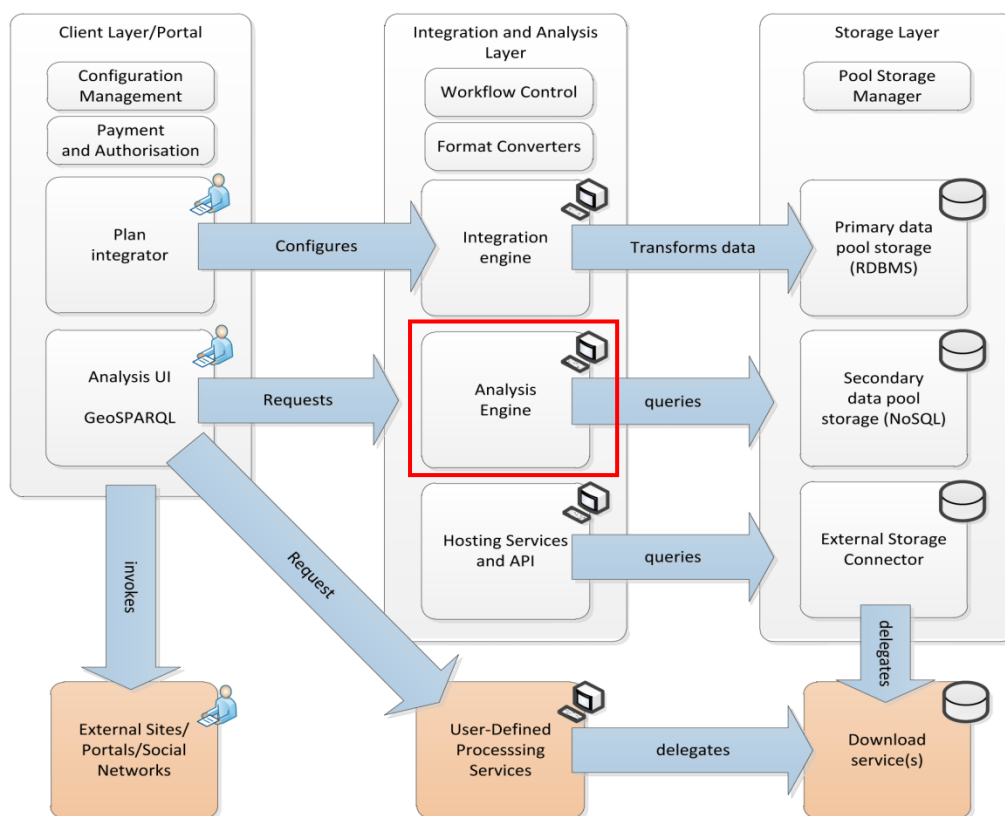 Client Layer/Portal
Configuration
Management
Payment
and Authorisation
Plan
integrator
Analysis UI
GeoSPARQL
Configures
Requests
Request
invokes
Integration and Analysis
Layer
Workflow Control
Format Converters
Integration
engine
Analysis
Engine
Hosting Services
and API
Transforms data
queries
queries
Storage Layer
Pool Storage
Manager
Primary data
pool storage
(RDBMS)
Secondary
data pool
storage (NoSQL)
External Storage
Connector
delegates
External Sites/
Portals/Social
Networks
User-Defined
Processsing
Services
delegates
Download
service(s)